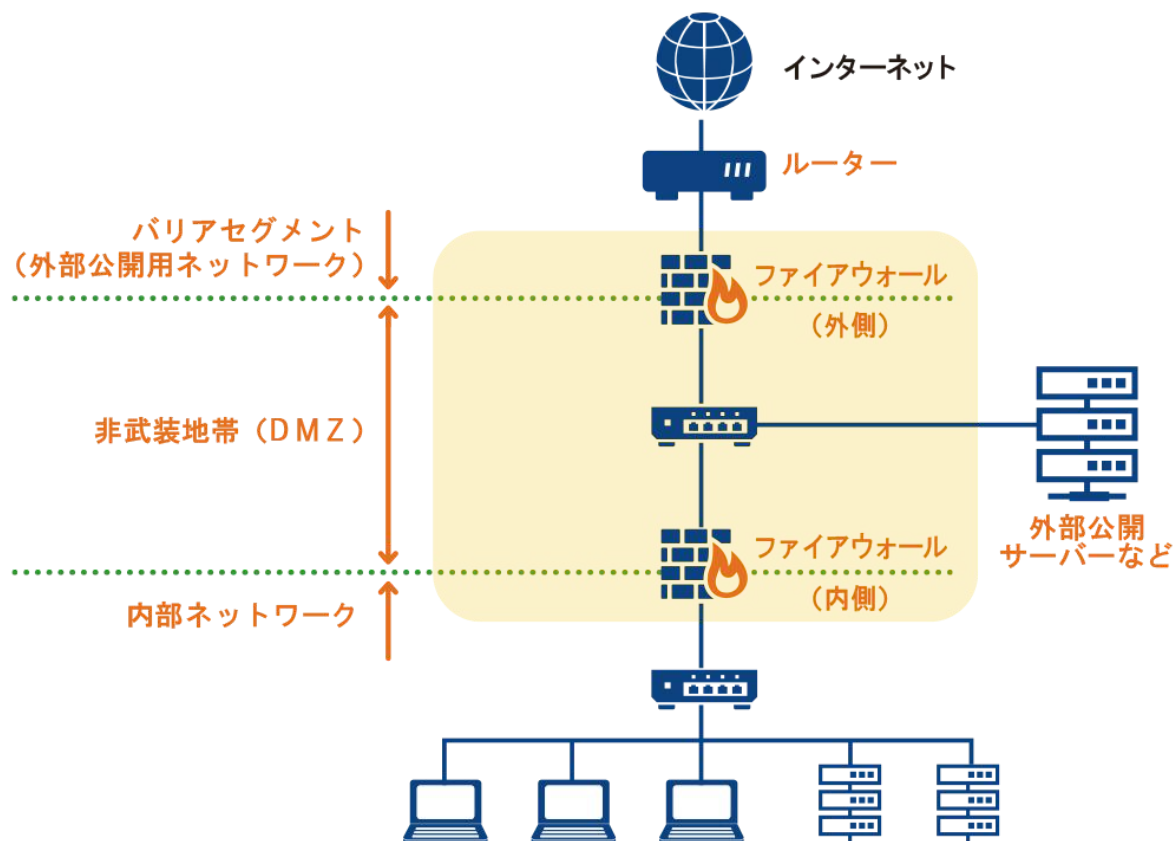 インターネット
ルーター
バリアセグメント
（外部公開用ネットワーク）
ファイアウォール
（外側）
非武装地帯（ＤＭＺ）
外部公開
サーバーなど
ファイアウォール
（内側）
内部ネットワーク